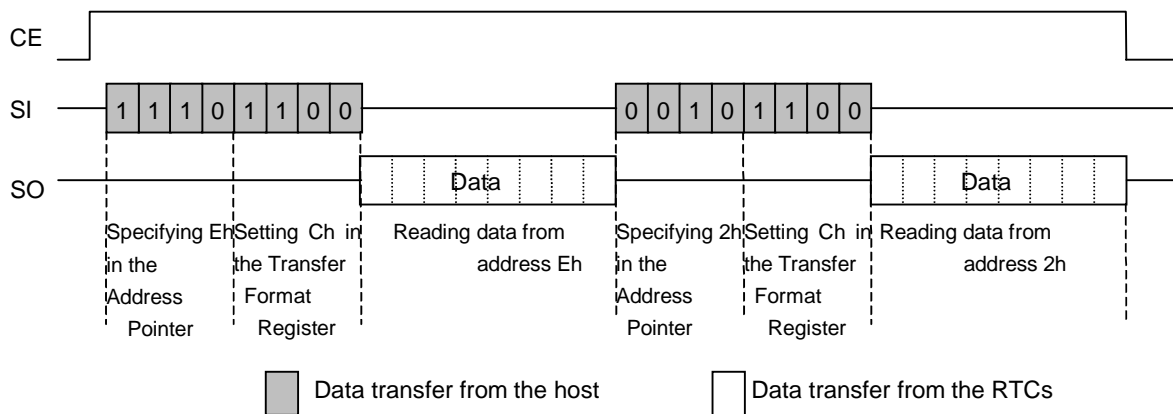 CE
SI 1 1 1 0 1 1 0 0 0 0 1 0 1 1 0 0
SO Data Data
Specifying Eh Setting Ch in Reading data from Specifying 2h Setting Ch in Reading data from
in the the Transfer address Eh in the the Transfer address 2h
Address Format Address Format
Pointer Register Pointer Register
Data transfer from the host Data transfer from the RTCs